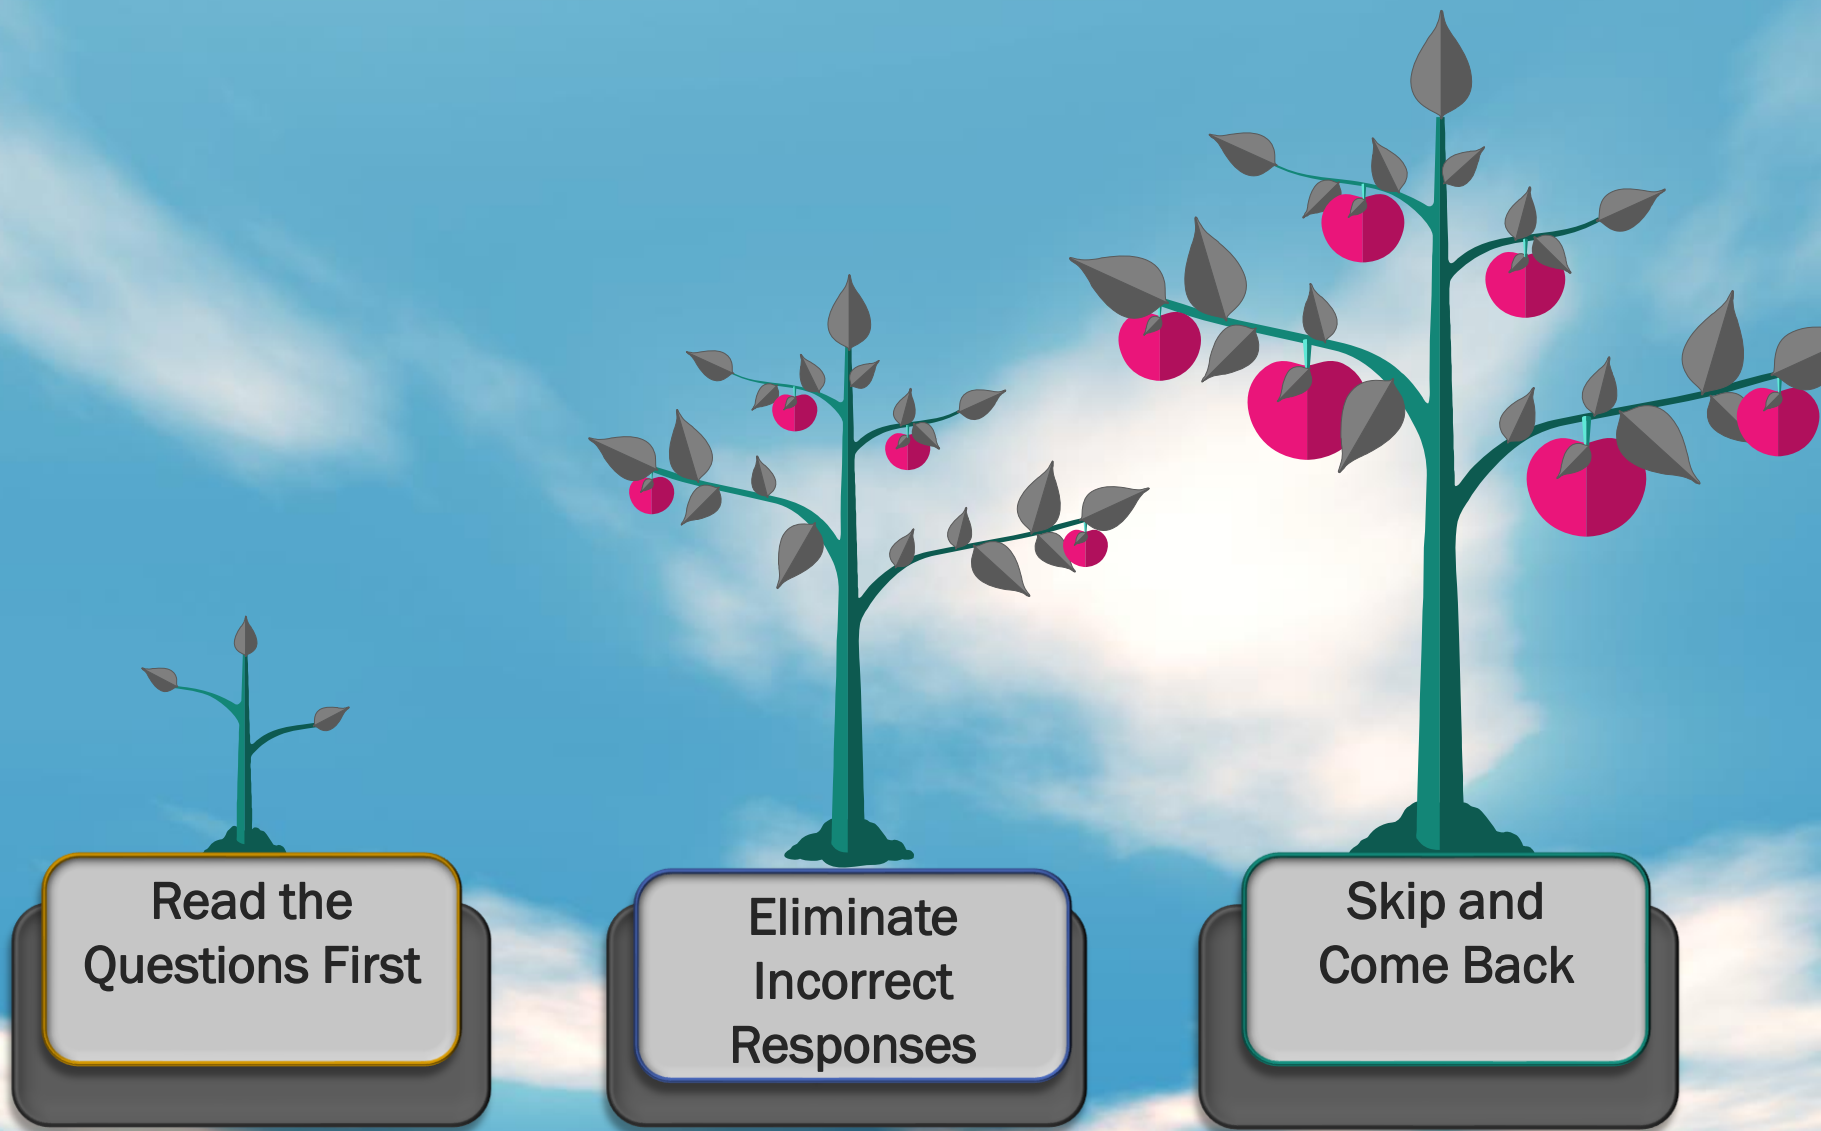 Read the
Questions First
Eliminate
Incorrect
Responses
Skip and
Come Back